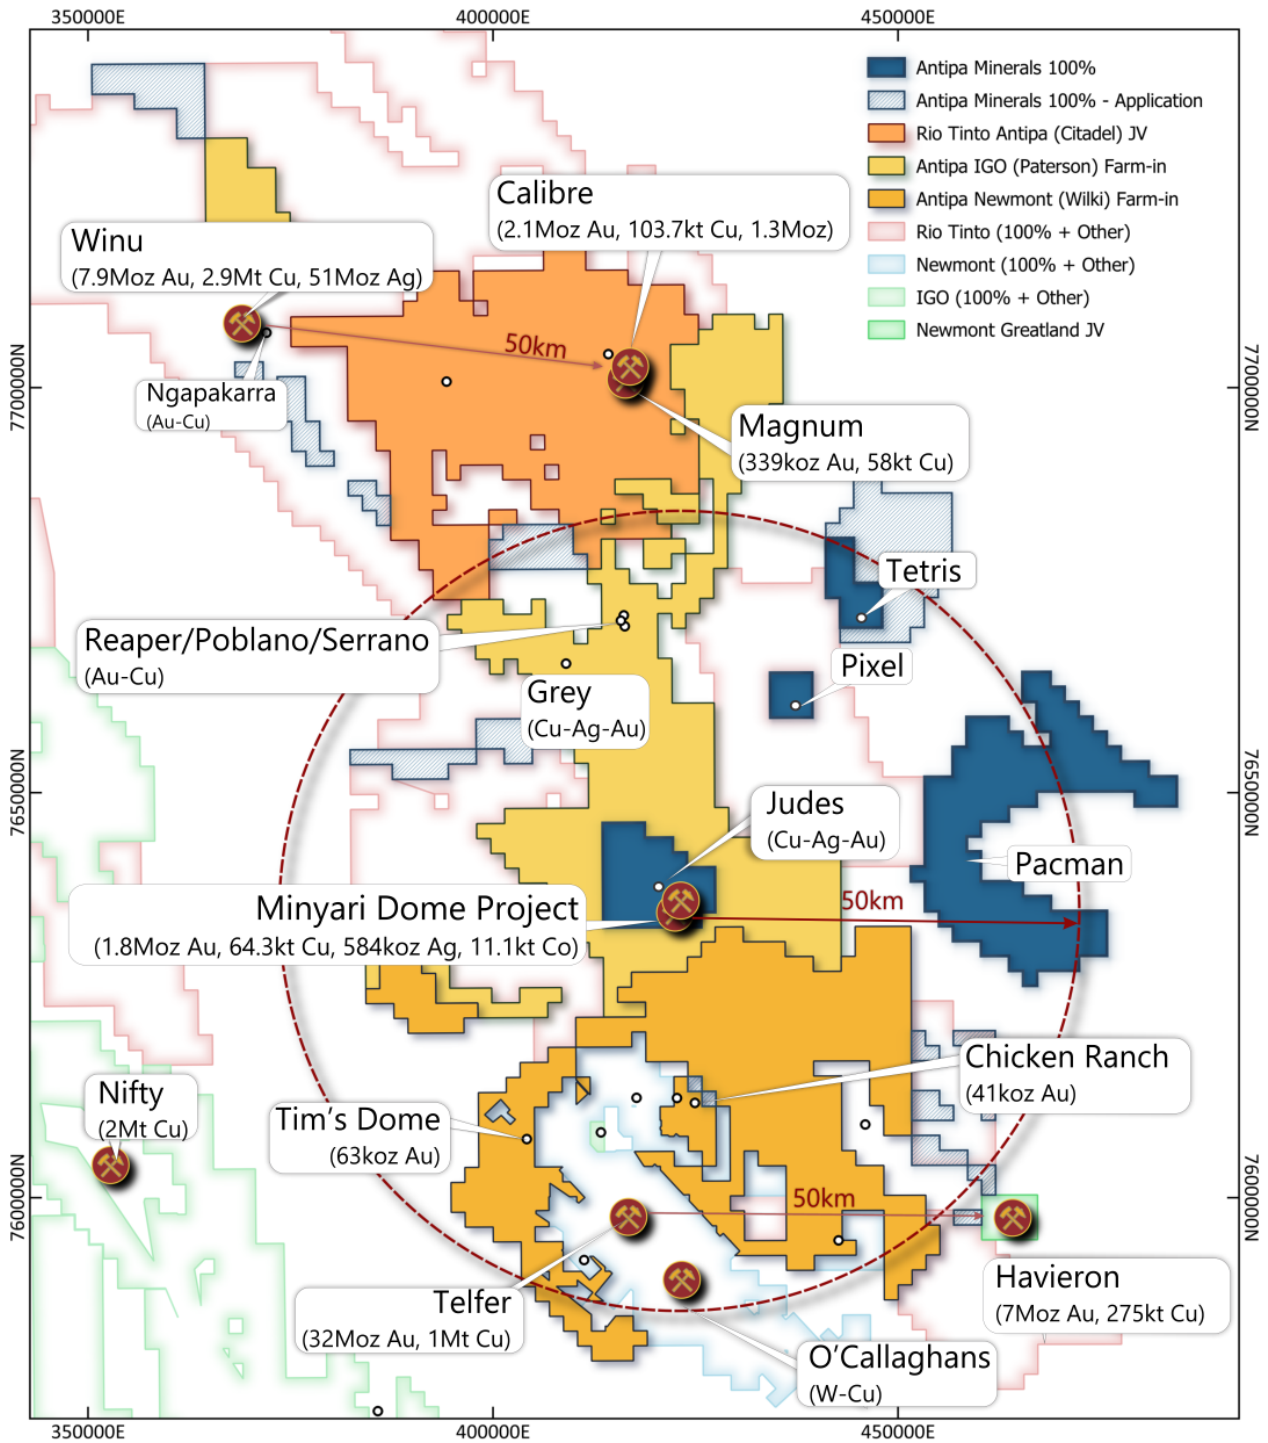 350000E
400000E
450000E
Antipa Minerals 100%
Antipa Minerals 100% - Application
Rio Tinto Antipa (Citadel) JV
Antipa IGO (Paterson) Farm-in
Antipa Newmont (Wilki) Farm-in
Rio Tinto (100% + Other)
Newmont (100% + Other)
IGO (100% + Other)
Newmont Greatland JV
Calibre
(2.1Moz Au, 103.7kt Cu, 1.3Moz)
Winu
(7.9Moz Au, 2.9Mt Cu, 51Moz Ag)
50km
7700000N
7700000N
Ngapakarra
(Au-Cu)
Magnum
(339koz Au, 58kt Cu)
Tetris
Reaper/Poblano/Serrano
(Au-Cu)
Pixel
Grey
(Cu-Ag-Au)
7650000N
7650000N
Judes
(Cu-Ag-Au)
Pacman
50km
Minyari Dome Project
(1.8Moz Au, 64.3kt Cu, 584koz Ag, 11.1kt Co)
Chicken Ranch
(41koz Au)
Nifty
(2Mt Cu)
Tim's Dome
(63koz Au)
7600000N
7600000N
50km
Havieron
(7Moz Au, 275kt Cu)
Telfer
(32Moz Au, 1Mt Cu)
O'Callaghans
(W-Cu)
350000E
400000E
450000E